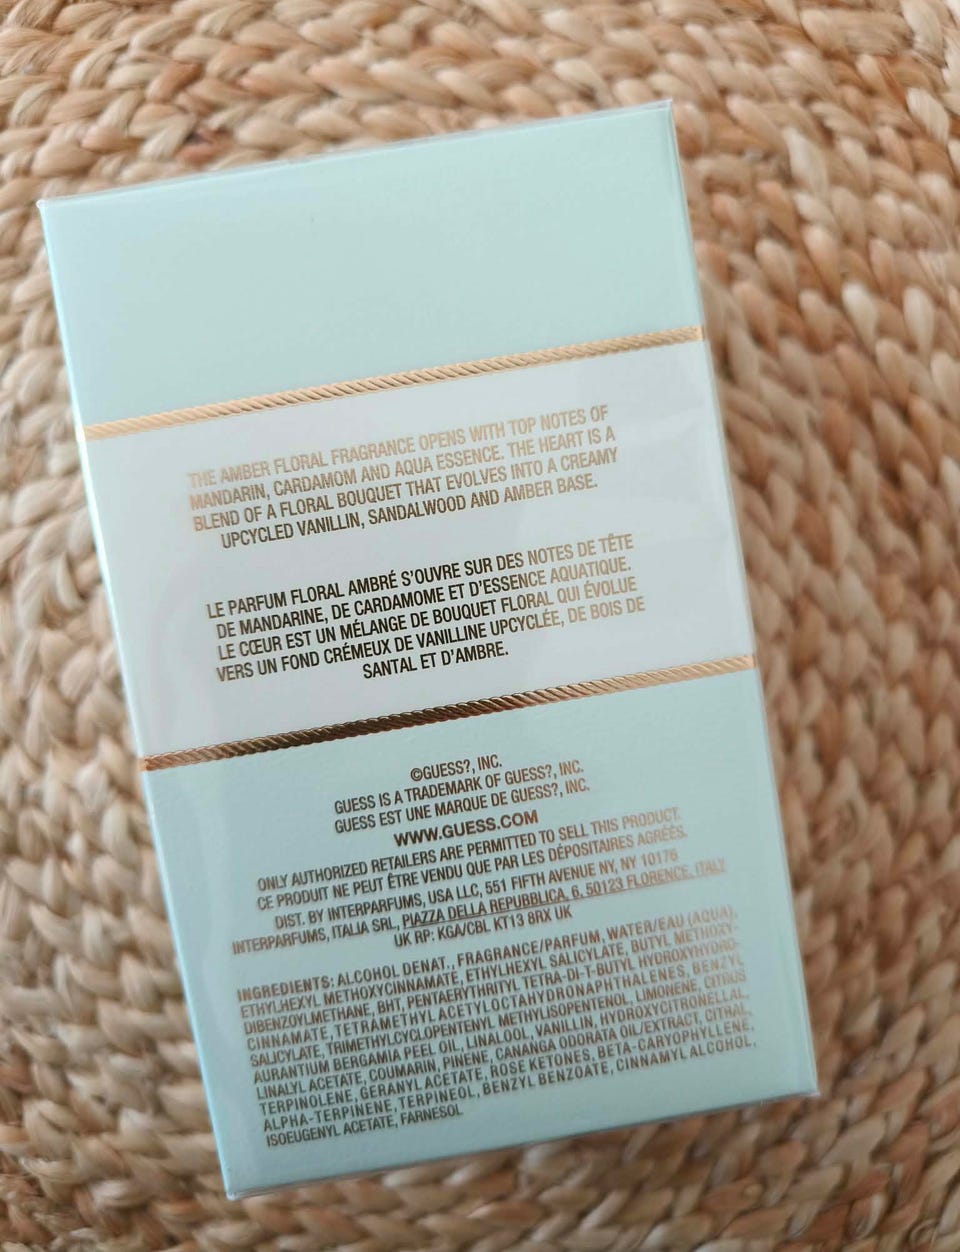 THE AMBER FLORAL FRAGRANCE OPENS WITH TOP NOTES OF
MANDARIN, CARDAMOM AND AQUA ESSENCE. THE HEART IS A
BLEND OF A FLORAL BOUQUET THAT EVOLVES INTO A CREAMY
UPCYCLED VANILLIN, SANDALWOOD AND AMBER BASE.
LE PARFUM FLORAL AMBRÉ S'OUVRE SUR DES NOTES DE TÊTE
DE MANDARINE, DE CARDAMOME ET D'ESSENCE AQUATIQUE.
LE CŒUR EST UN MÉLANGE DE BOUQUET FLORAL QUI ÉVOLUE
VERS UN FOND CRÉMEUX DE VANILLINE UPCYCLÉE, DE BOIS DE
SANTAL ET D'AMBRE.
©GUESS?, INC.
GUESS IS A TRADEMARK OF GUESS?, INC.
GUESS EST UNE MARQUE DE GUESS?, INC.
WWW.GUESS.COM
ONLY AUTHORIZED RETAILERS ARE PERMITTED TO SELL THIS PRODUCT.
CE PRODUIT NE PEUT ÊTRE VENDU QUE PAR LES DÉPOSITAIRES AGRÉÉS.
DIST. BY INTERPARFUMS, USA LLC, 551 FIFTH AVENUE NY, NY 10176
INTERPARFUMS, ITALIA SRL, PIAZZA DELLA REPUBBLICA, 6, 50123 FLORENCE, ITALY
UK RP: KGA/CBL KT13 8RX UK
INGREDIENTS: ALCOHOL DENAT., FRAGRANCE/PARFUM, WATER/EAU (AQUA),
ETHYLHEXYL METHOXYCINNAMATE, ETHYLHEXYL SALICYLATE, BUTYL METHOXY-
DIBENZOYLMETHANE, BHT, PENTAERYTHRITYL TETRA-DI-T-BUTYL HYDROXYHYDRO-
CINNAMATE, TETRAMETHYL ACETYLOCTAHYDRONAPHTHALENES, BENZYL
SALICYLATE, TRIMETHYLCYCLOPENTENYL METHYLISOPENTENOL, LIMONENE, CITRUS
AURANTIUM BERGAMIA PEEL OIL, LINALOOL, VANILLIN, HYDROXYCITRONELLAL,
LINALYL ACETATE, COUMARIN, PINENE, CANANGA ODORATA OIL/EXTRACT, CITRAL,
TERPINOLENE, GERANYL ACETATE, ROSE KETONES, BETA-CARYOPHYLLENE,
ALPHA-TERPINENE, TERPINEOL, BENZYL BENZOATE, CINNAMYL ALCOHOL,
ISOEUGENYL ACETATE, FARNESOL